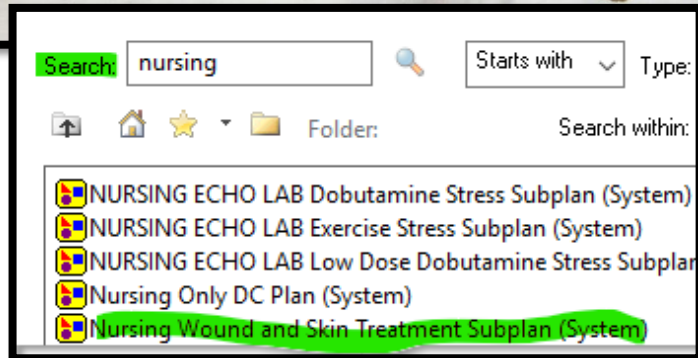 Search: nursing Starts with Type:
Folder: Search within:
NURSING ECHO LAB Dobutamine Stress Subplan (System)
NURSING ECHO LAB Exercise Stress Subplan (System)
NURSING ECHO LAB Low Dose Dobutamine Stress Subplan
Nursing Only DC Plan (System)
Nursing Wound and Skin Treatment Subplan (System)